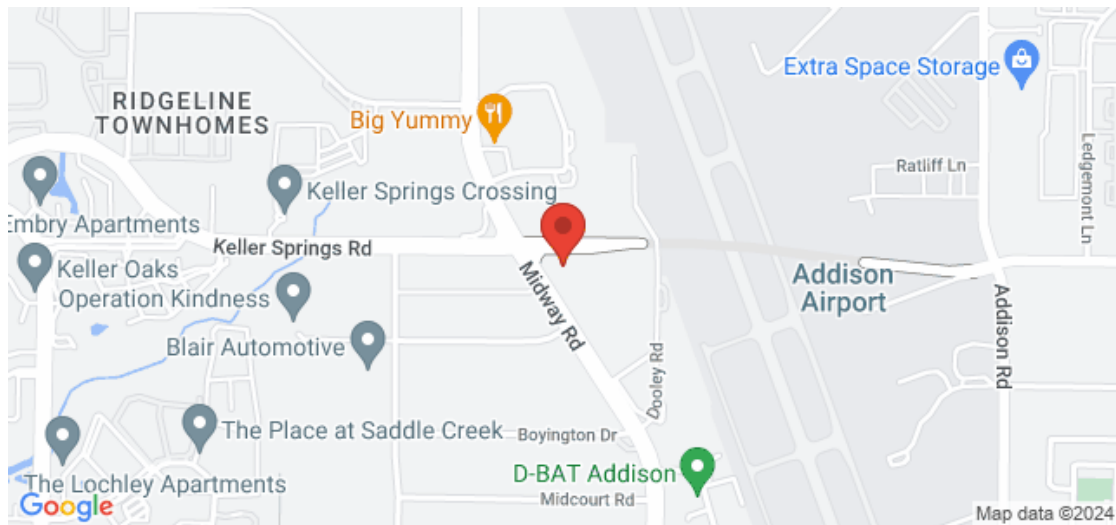 Extra Space Storage
RIDGELINE
TOWNHOMES
Big Yummy
Ledgemont Ln
Ratliff Ln
Keller Springs Crossing
Embry Apartments
Keller Springs Rd
Keller Oaks
Addison
Airport
Operation Kindness
Midway Rd
Addison Rd
Blair Automotive
Dooley Rd
The Place at Saddle Creek
Boyington Dr
D-BAT Addison
The Lochley Apartments
Midcourt Rd
Google
Map data ©2024